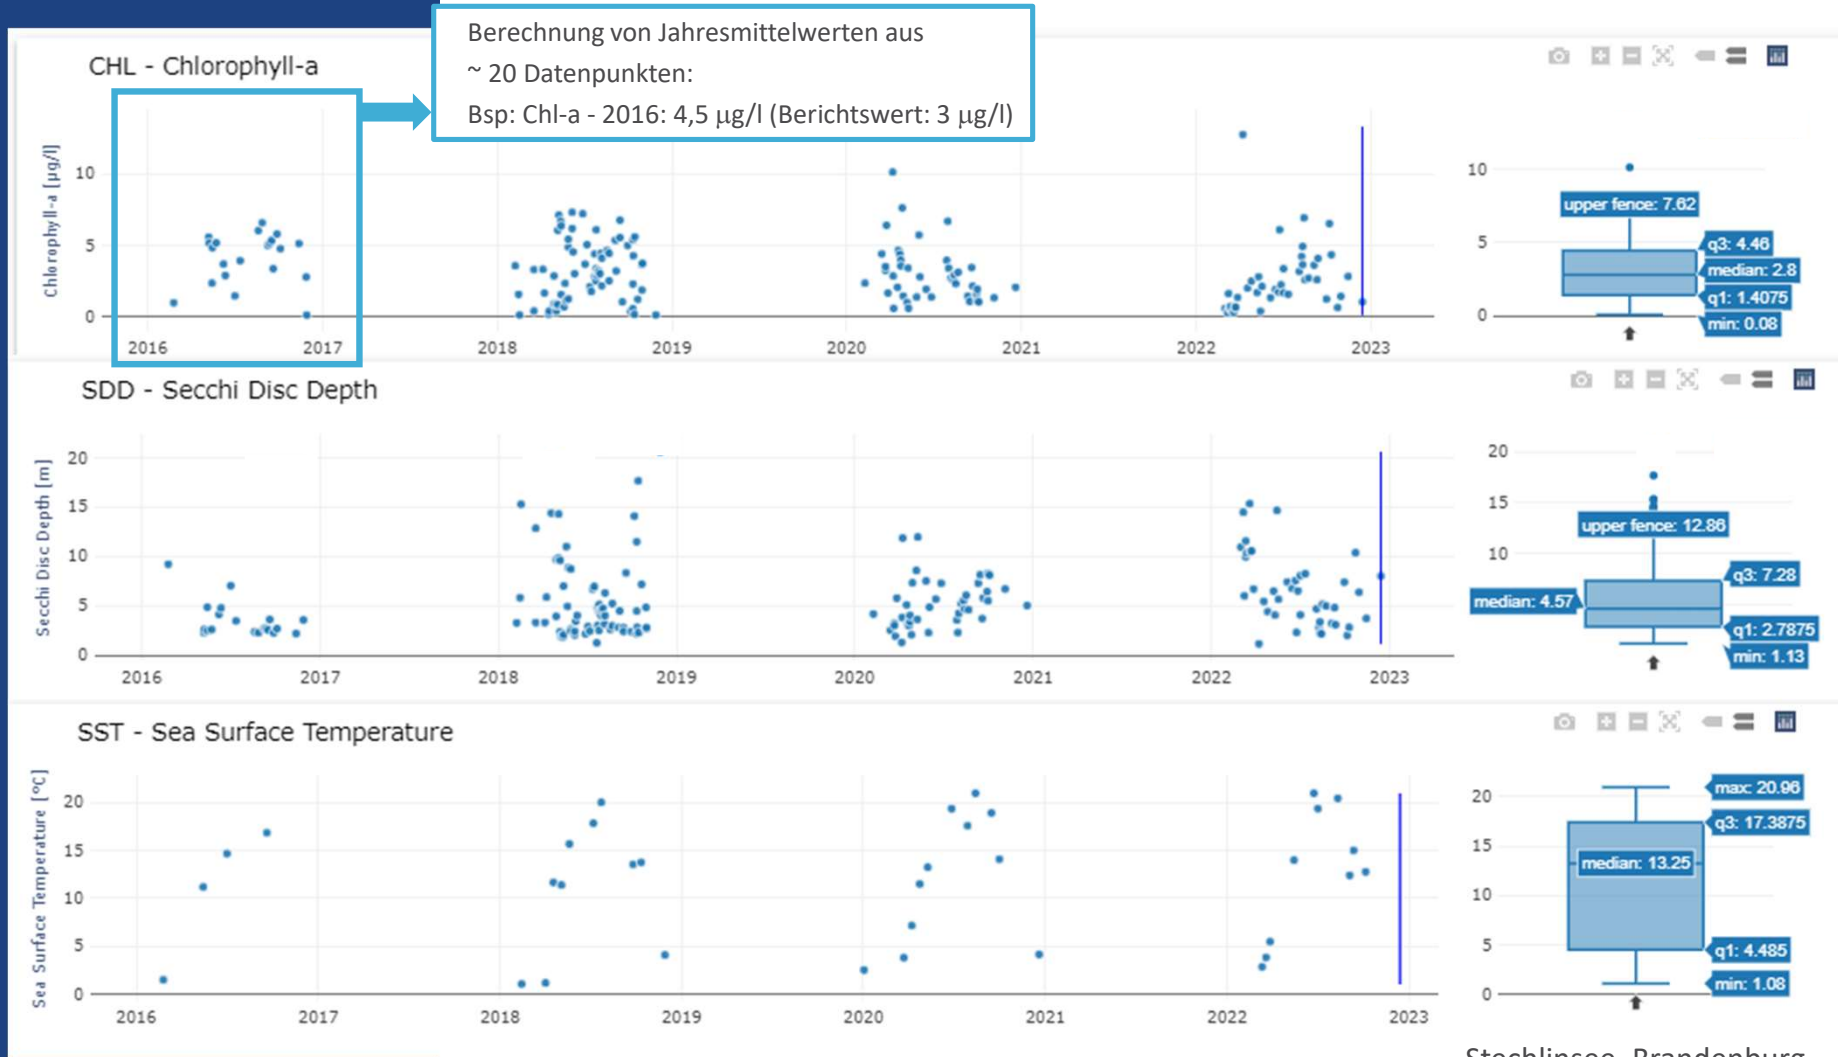 Berechnung von Jahresmittelwerten aus
~ 20 Datenpunkten:
Bsp: Chl-a - 2016: 4,5 µg/l (Berichtswert: 3 µg/l)
CHL - Chlorophyll-a
Chlorophyll-a [µg/l]
10
5
0
2016 2017 2018 2019 2020 2021 2022 2023
10
5
0
upper fence: 7.62
q3: 4.46
median: 2.8
q1: 1.4075
min: 0.08
SDD - Secchi Disc Depth
Secchi Disc Depth [m]
20
15
10
5
0
2016 2017 2018 2019 2020 2021 2022 2023
20
15
10
upper fence: 12.86
q3: 7.28
median: 4.57
q1: 2.7875
min: 1.13
SST - Sea Surface Temperature
Sea Surface Temperature [°C]
20
15
10
5
0
2016 2017 2018 2019 2020 2021 2022 2023
20
15
10
5
0
max: 20.96
q3: 17.3875
median: 13.25
q1: 4.485
min: 1.08
Stechlinsee, Brandenburg